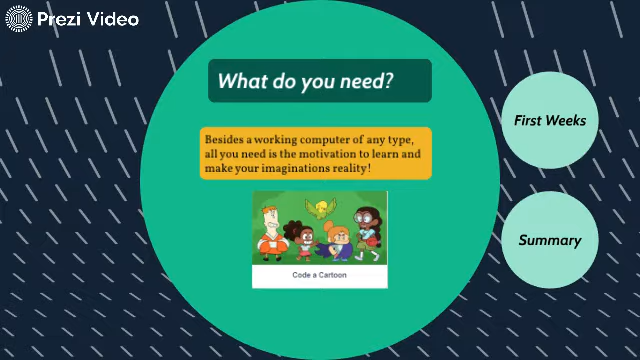 Prezi Video
What do you need?
Besides a working computer of any type,
all you need is the motivation to learn and
make your imaginations reality!
Code a Cartoon
First Weeks
Summary